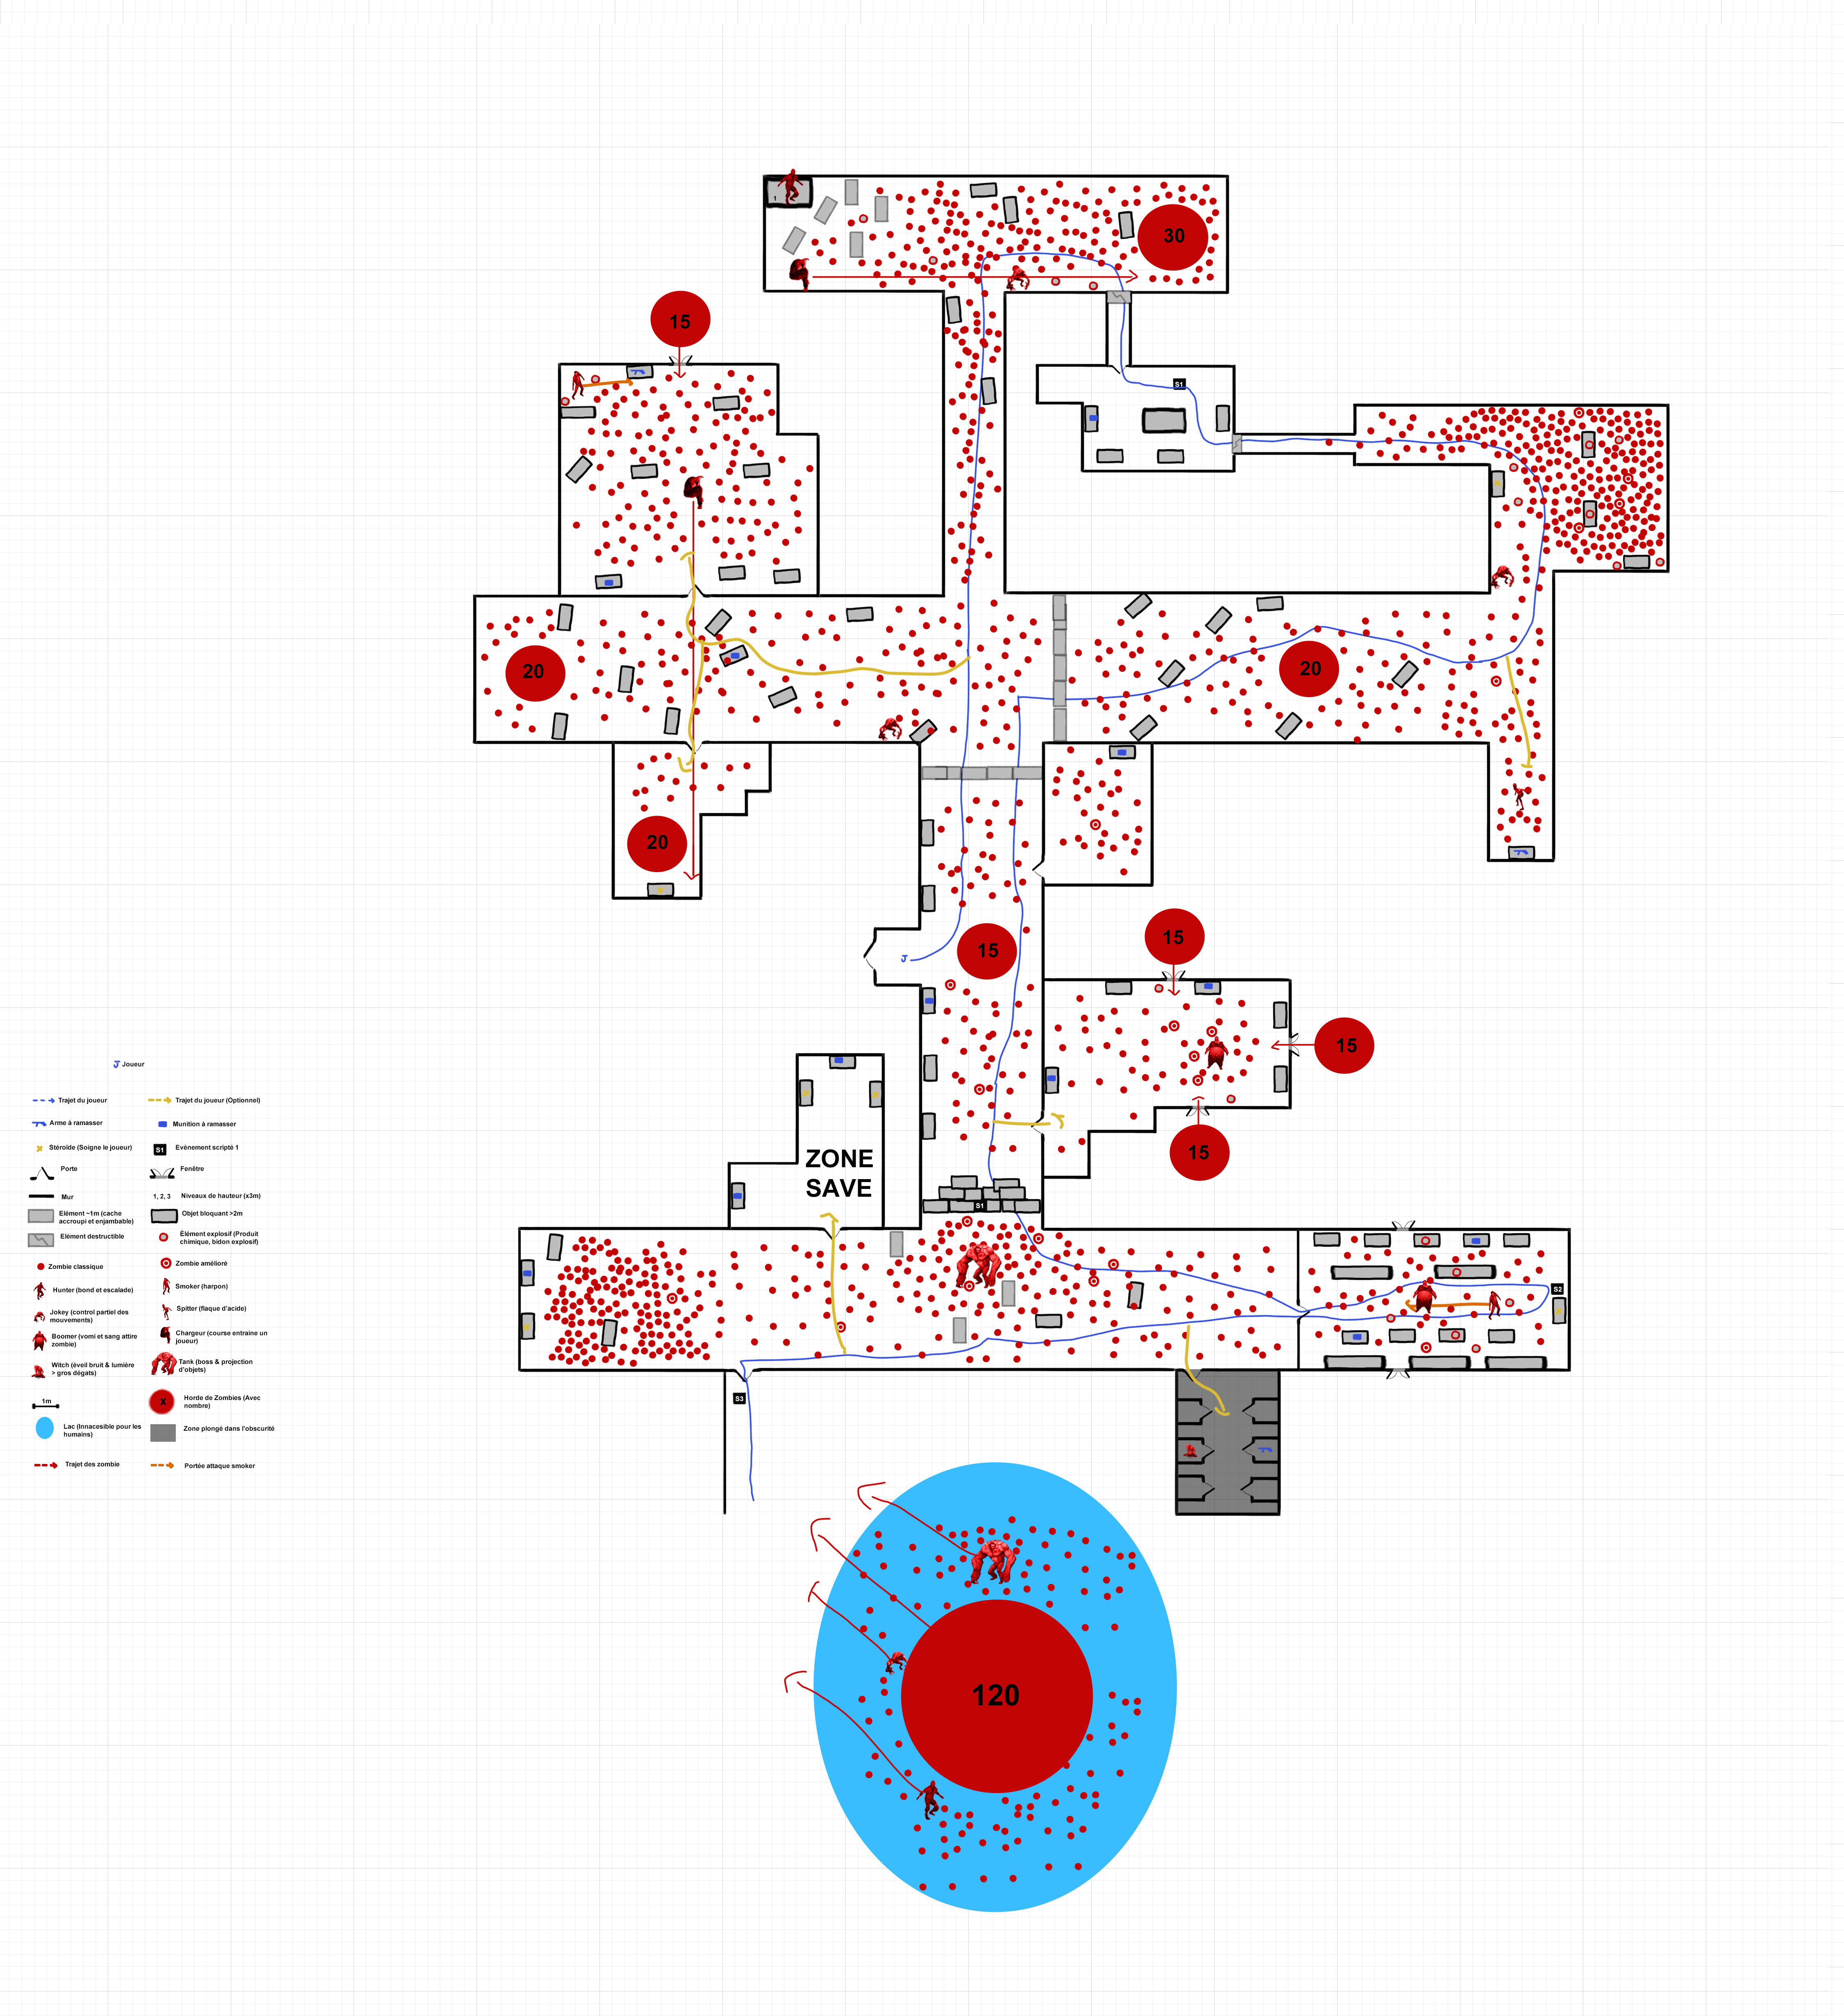 1
30
15
S1
20
20
20
J
15
15
15
15
ZONE
SAVE
S1
S2
S3
120
J Joueur
Trajet du joueur
Trajet du joueur (Optionnel)
Arme à ramasser
Munition à ramasser
Stéroïde (Soigne le joueur)
S1
Evènement scripté 1
Porte
Fenêtre
Mur
1, 2, 3
Niveaux de hauteur (x3m)
Elément ~1m (cache
accroupi et enjambable)
Objet bloquant >2m
Elément destructible
Élément explosif (Produit
chimique, bidon explosif)
Zombie classique
Zombie amélioré
Hunter (bond et escalade)
Smoker (harpon)
Jokey (control partiel des
mouvements)
Spitter (flaque d'acide)
Boomer (vomi et sang attire
zombie)
Chargeur (course entraine un
joueur)
Witch (éveil bruit & lumière
> gros dégats)
Tank (boss & projection
d'objets)
1m
X
Horde de Zombies (Avec
nombre)
Lac (Innacesible pour les
humains)
Zone plongé dans l'obscurité
Trajet des zombie
Portée attaque smoker